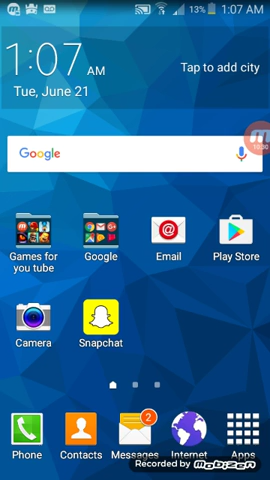 13% 1:07 AM
1:07 AM
Tap to add city
Tue, June 21
Google
Games for
you tube
Google
Email
Play Store
Camera
Snapchat
2
Phone
Contacts
Messages
Internet
Apps
Recorded by mobizen